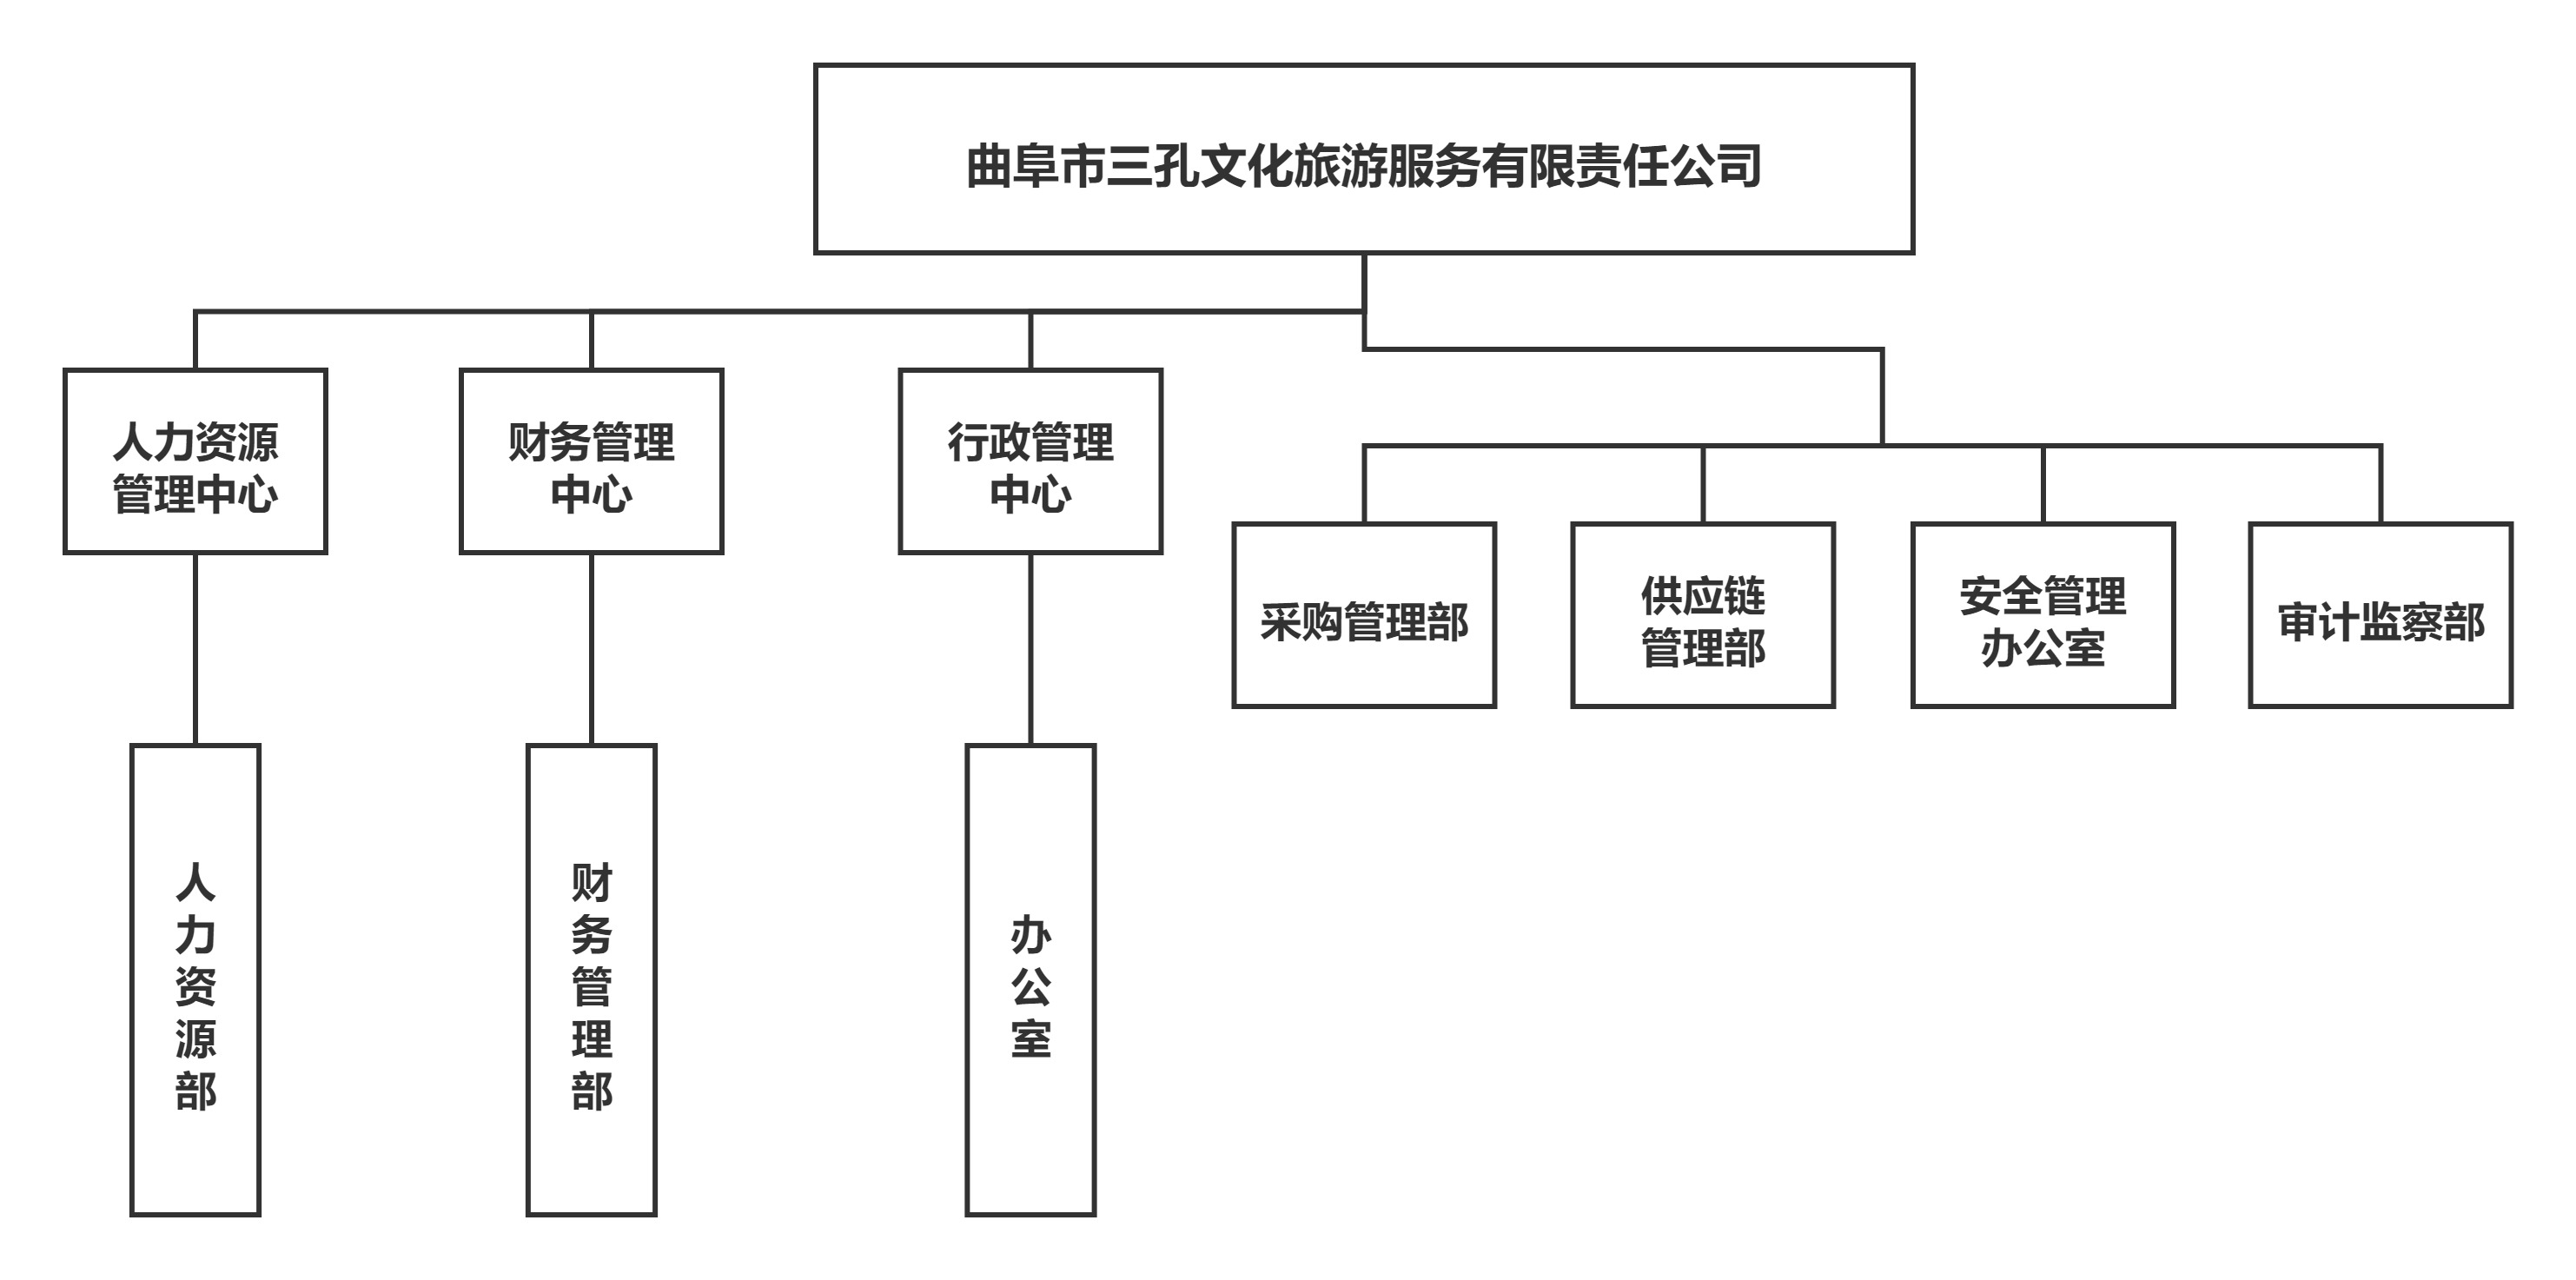 曲阜市三孔文化旅游服务有限责任公司
人力资源
管理中心
财务管理
中心
行政管理
中心
采购管理部
供应链
管理部
安全管理
办公室
审计监察部
人力资源部
财务管理部
办公室